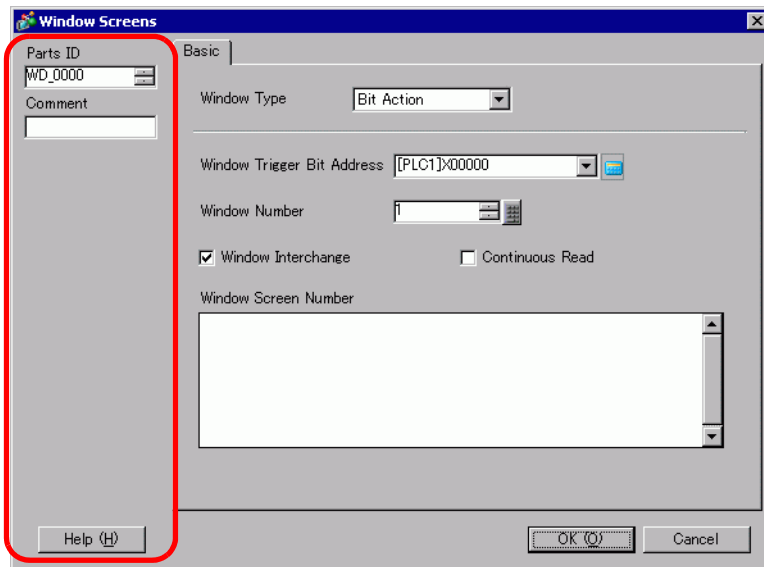 Window Screens
Parts ID
WD_0000
Comment
Basic
Window Type
Bit Action
Window Trigger Bit Address
[PLC1]X00000
Window Number
1
Window Interchange
Continuous Read
Window Screen Number
Help (H)
OK (O)
Cancel